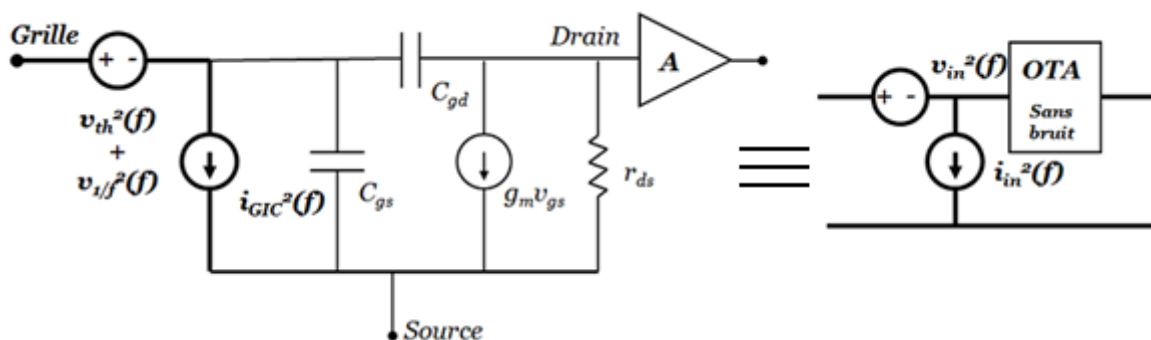 Grille
+ -
v_th²(f)
+
v_1/f²(f)
i_GIC²(f)
C_gs
C_gd
g_m v_gs
r_ds
Drain
A
Source
v_in²(f)
+ -
i_in²(f)
OTA
Sans
bruit